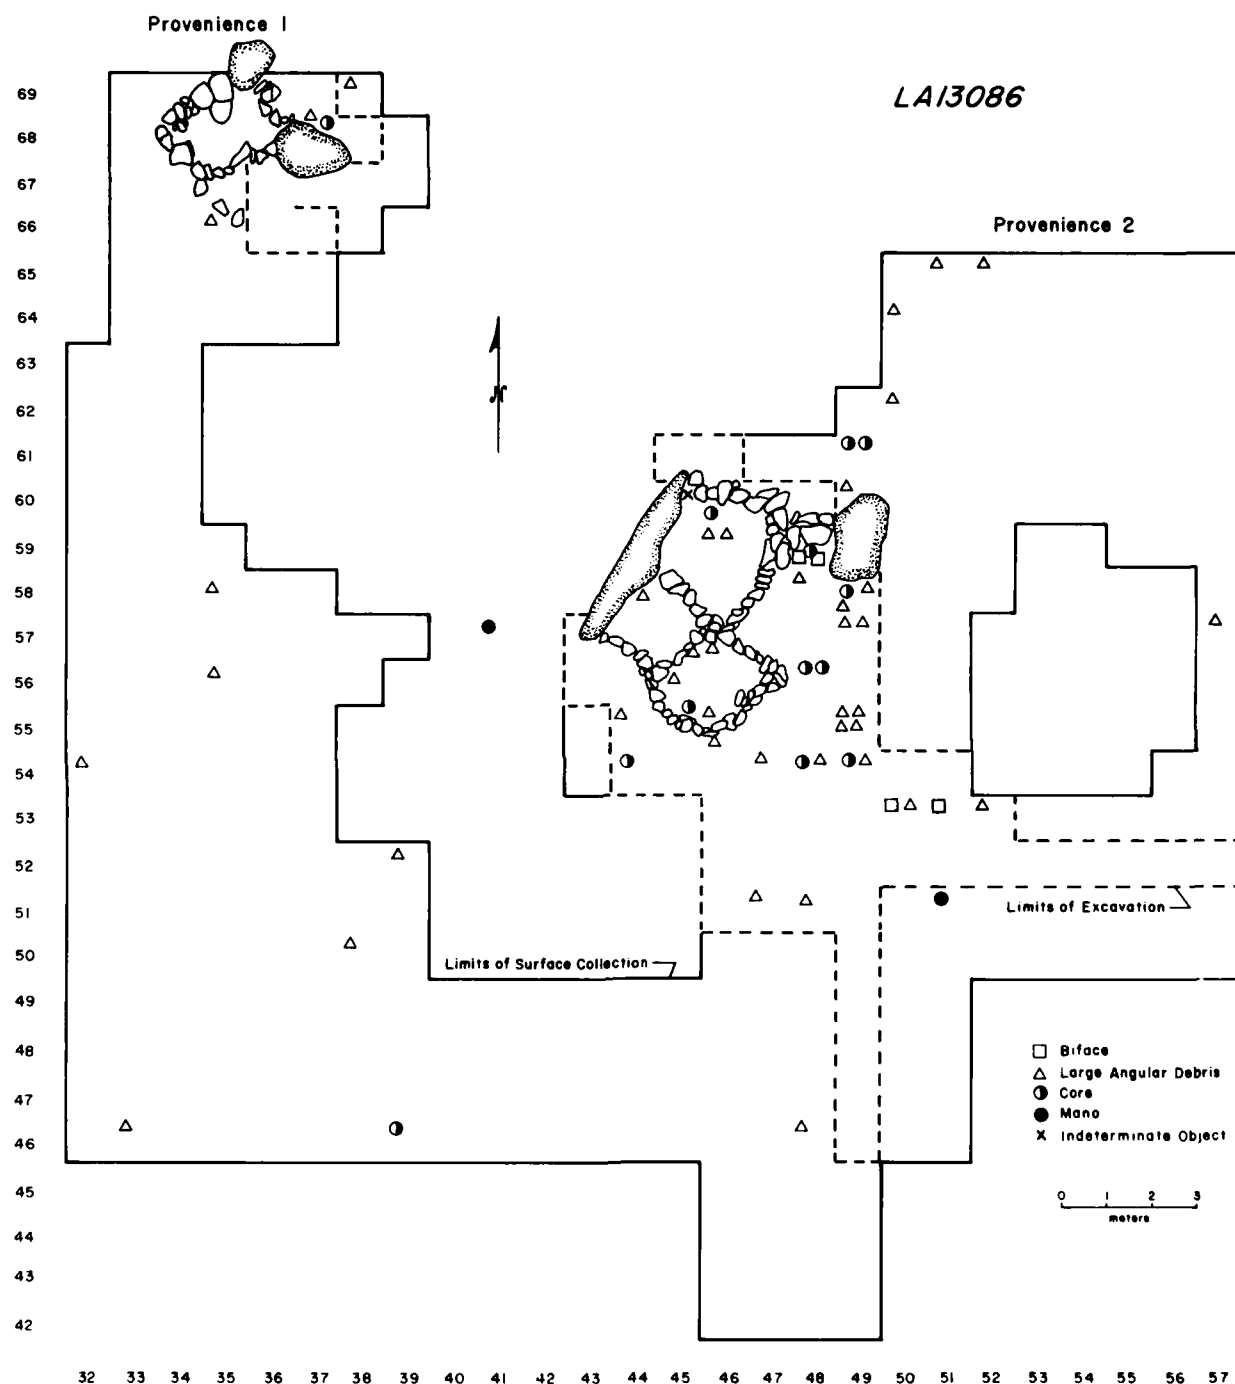 Provenience 1
LA13086
69
68
67
66
Provenience 2
65
64
63
N
62
61
60
59
58
57
56
55
54
53
52
51
Limits of Excavation
50
Limits of Surface Collection
49
48
Biface
Large Angular Debris
47
Core
Mano
46
Indeterminate Object
45
0 1 2 3
meters
44
43
42
32 33 34 35 36 37 38 39 40 41 42 43 44 45 46 47 48 49 50 51 52 53 54 55 56 57